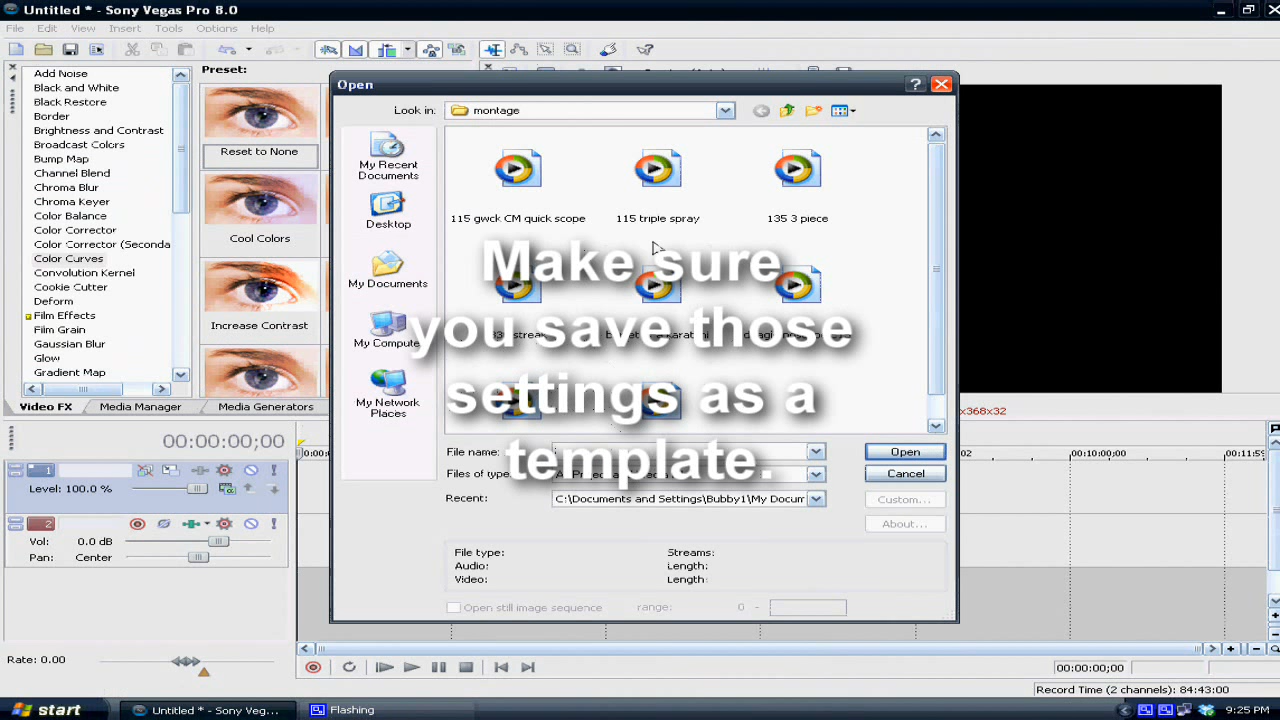 Untitled * - Sony Vegas Pro 8.0
File Edit View Insert Tools Options Help
Add Noise
Black and White
Black Restore
Border
Brightness and Contrast
Broadcast Colors
Bump Map
Channel Blend
Chroma Blur
Chroma Keyer
Color Balance
Color Corrector
Color Corrector (Seconda
Color Curves
Convolution Kernel
Cookie Cutter
Deform
Film Effects
Film Grain
Gaussian Blur
Glow
Gradient Map
Preset:
Reset to None
Cool Colors
Increase Contrast
Video FX Media Manager Media Generators
Open
Look in: montage
My Recent
Documents
Desktop
My Documents
My Compute
My Network
Places
115 gwck CM quick scope 115 triple spray 135 3 piece
Make sure
you save those
settings as a
template.
File name:
Files of type:
Recent: C:\Documents and Settings\Bubby1\My Docum
Open
Cancel
Custom...
About...
File type: Streams:
Audio: Length:
Video: Length:
Open still image sequence range: 0 -
x368x32
00:00:00;00
1
Level: 100.0 %
2
Vol: 0.0 dB
Pan: Center
Rate: 0.00
00:10:00;00
00:11:59
00:00:00;00
Record Time (2 channels): 84:43:00
start
Untitled * - Sony Veg...
Flashing
9:25 PM